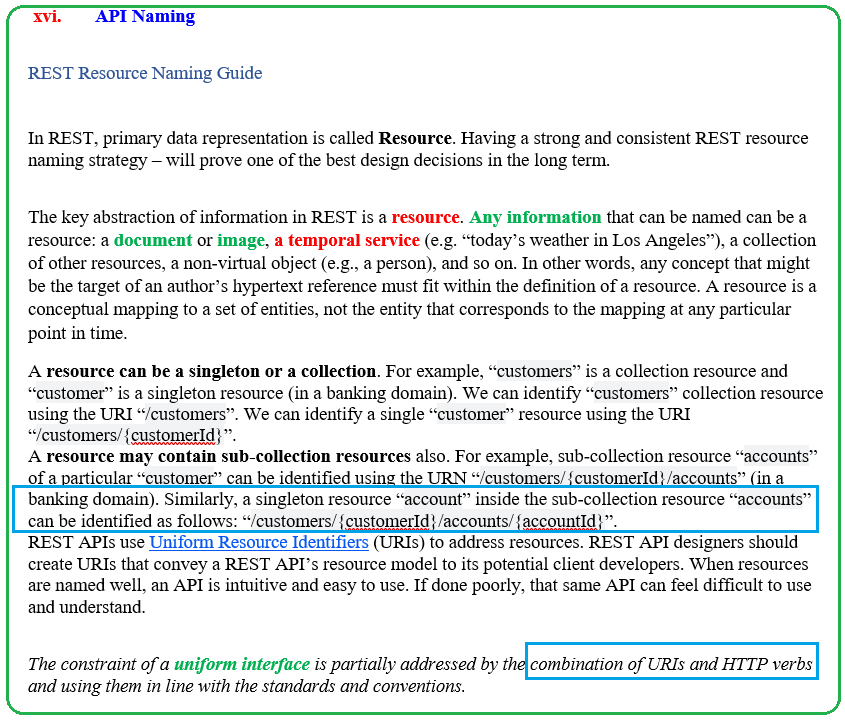 xvi. API Naming
REST Resource Naming Guide
In REST, primary data representation is called Resource. Having a strong and consistent REST resource
naming strategy – will prove one of the best design decisions in the long term.
The key abstraction of information in REST is a resource. Any information that can be named can be a
resource: a document or image, a temporal service (e.g. “today’s weather in Los Angeles”), a collection
of other resources, a non-virtual object (e.g., a person), and so on. In other words, any concept that might
be the target of an author’s hypertext reference must fit within the definition of a resource. A resource is a
conceptual mapping to a set of entities, not the entity that corresponds to the mapping at any particular
point in time.
A resource can be a singleton or a collection. For example, “customers” is a collection resource and
“customer” is a singleton resource (in a banking domain). We can identify “customers” collection resource
using the URI “/customers”. We can identify a single “customer” resource using the URI
“/customers/{customerId}”.
A resource may contain sub-collection resources also. For example, sub-collection resource “accounts”
of a particular “customer” can be identified using the URN “/customers/{customerId}/accounts” (in a
banking domain). Similarly, a singleton resource “account” inside the sub-collection resource “accounts”
can be identified as follows: “/customers/{customerId}/accounts/{accountId}”.
REST APIs use Uniform Resource Identifiers (URIs) to address resources. REST API designers should
create URIs that convey a REST API’s resource model to its potential client developers. When resources
are named well, an API is intuitive and easy to use. If done poorly, that same API can feel difficult to use
and understand.
The constraint of a uniform interface is partially addressed by the combination of URIs and HTTP verbs
and using them in line with the standards and conventions.